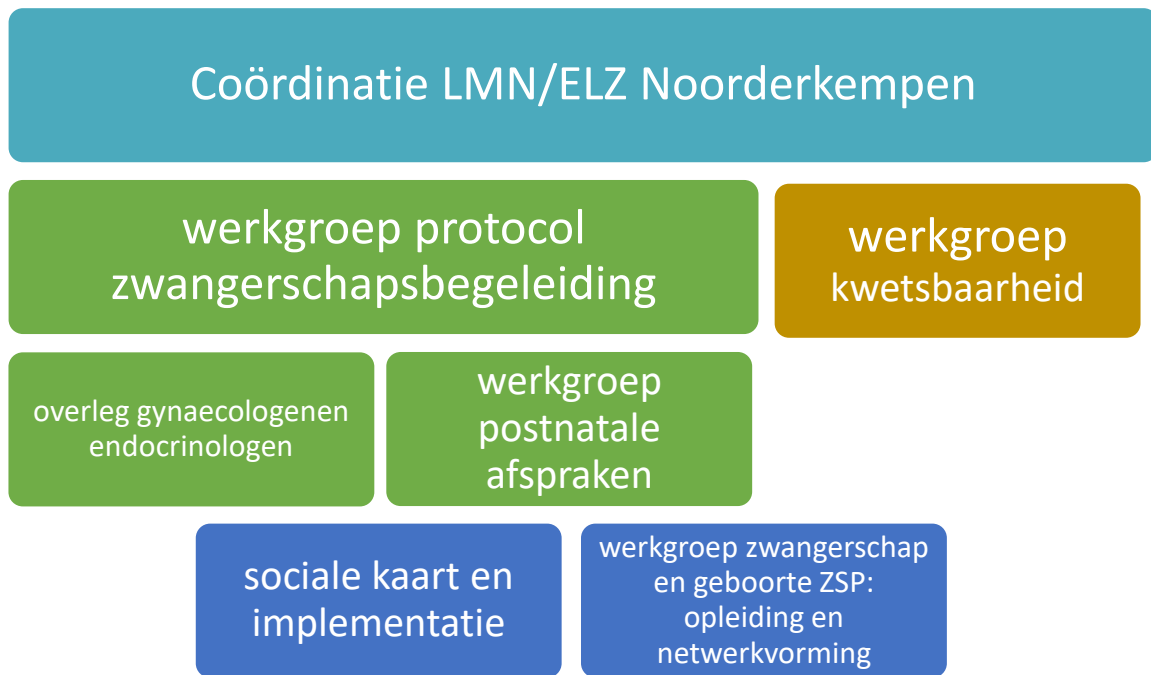 Coördinatie LMN/ELZ Noorderkempen
werkgroep protocol
zwangerschapsbegeleiding
werkgroep
kwetsbaarheid
overleg gynaecologenen
endocrinologen
werkgroep
postnatale
afspraken
sociale kaart en
implementatie
werkgroep zwangerschap
en geboorte ZSP:
opleiding en
netwerkvorming